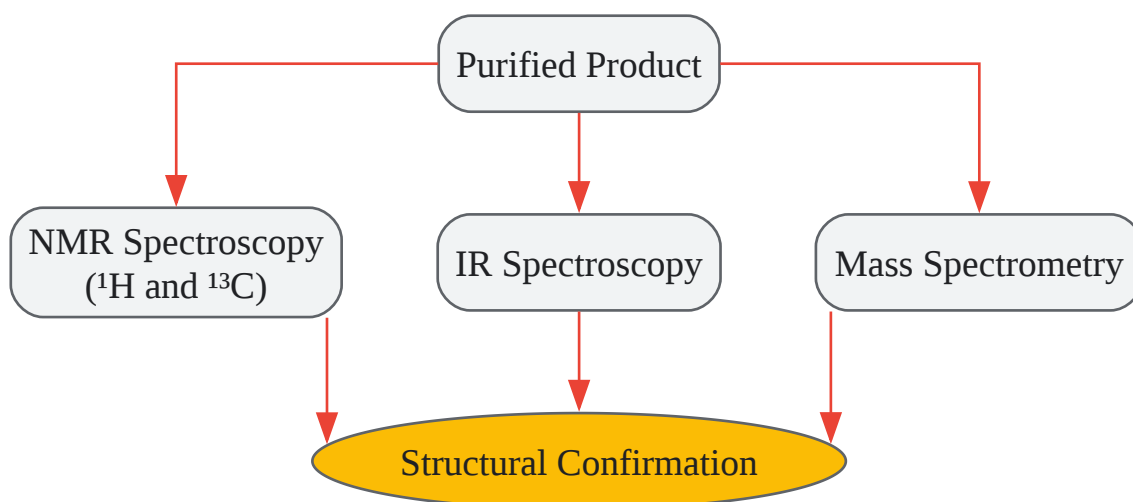 Purified Product
NMR Spectroscopy
(¹H and ¹³C)
IR Spectroscopy
Mass Spectrometry
Structural Confirmation